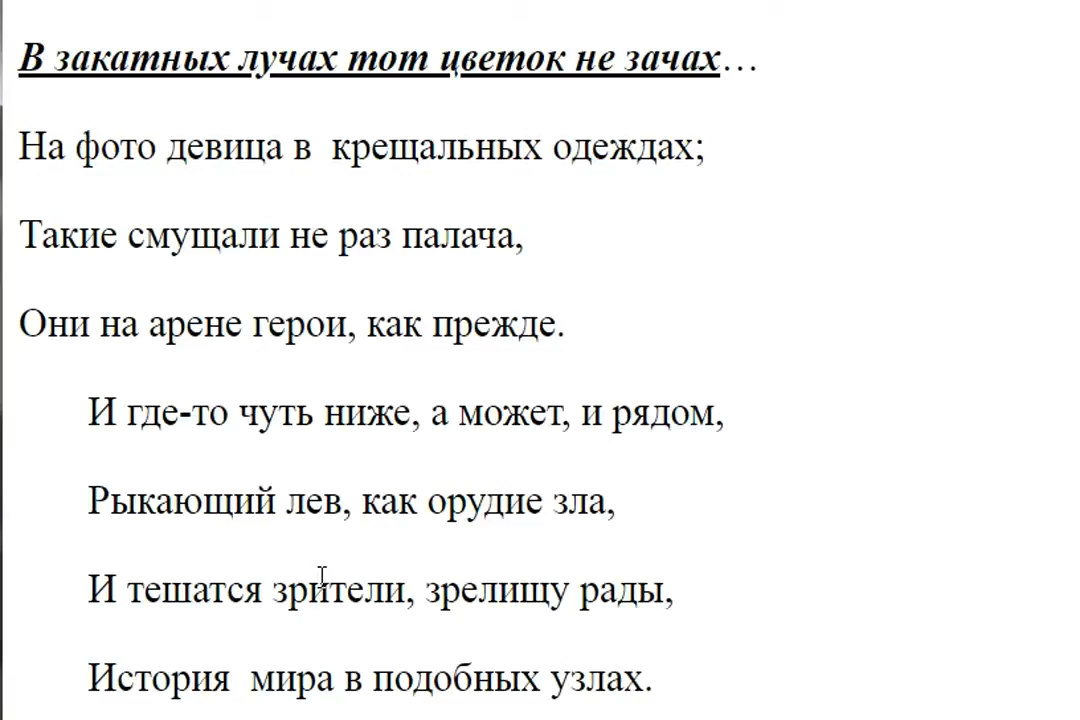 В закатных лучах тот цветок не зачах…
На фото девица в крещальных одеждах;
Такие смущали не раз палача,
Они на арене герои, как прежде.
И где-то чуть ниже, а может, и рядом,
Рыкающий лев, как орудие зла,
И тешатся зрители, зрелищу рады,
История мира в подобных узлах.